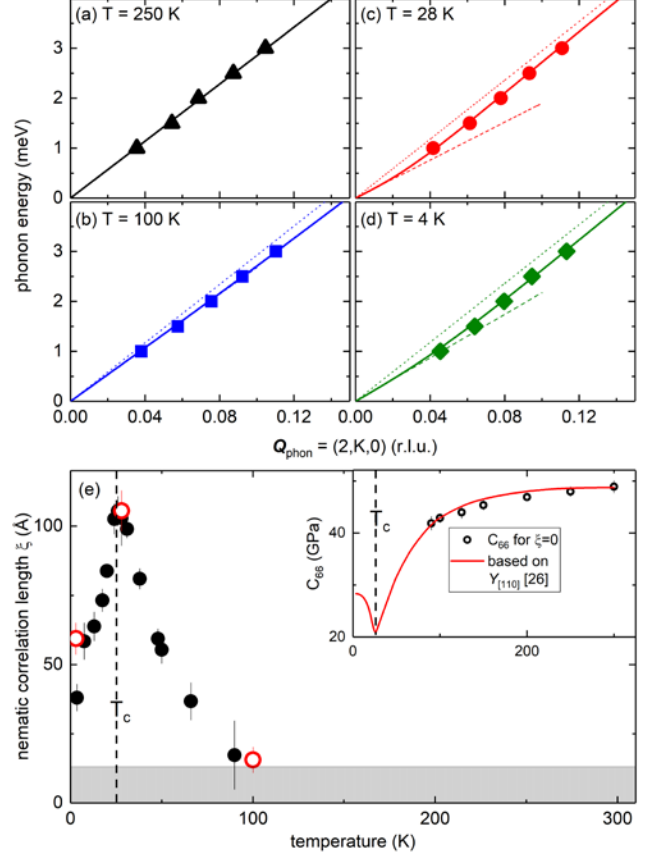 (a) T = 250 K
(c) T = 28 K
3
2
1
0
phonon energy (meV)
(b) T = 100 K
(d) T = 4 K
3
2
1
0
0.00 0.04 0.08 0.12 0.00 0.04 0.08 0.12
Q_phon = (2,K,0) (r.l.u.)
(e)
100
50
0
nematic correlation length ξ (Å)
T_c
0 100 200 300
temperature (K)
40
20
C_66 (GPa)
T_c
C_66 for ξ=0
based on
Y_[110] [26]
0 200